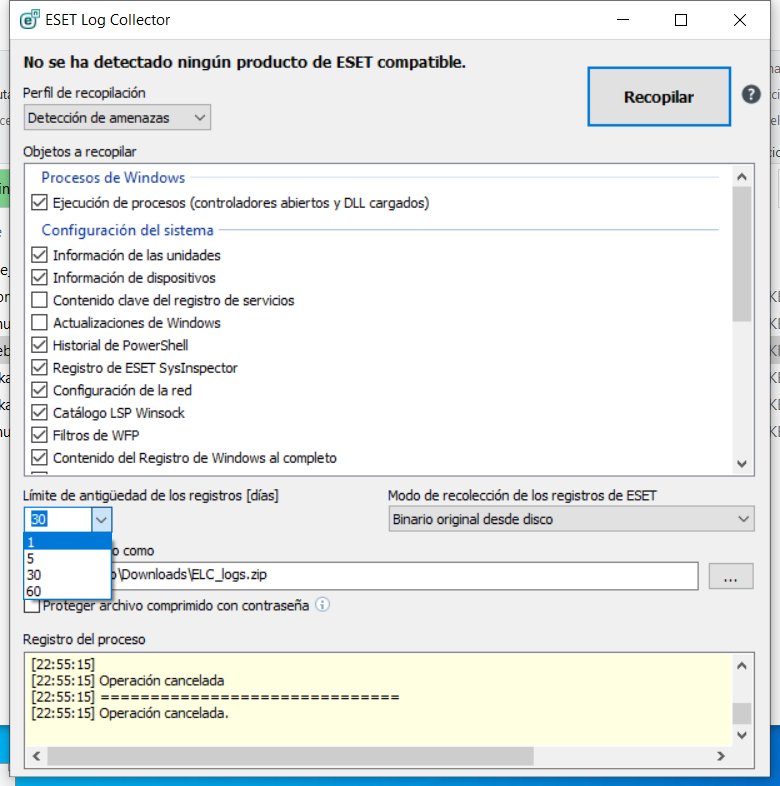 ESET Log Collector
No se ha detectado ningún producto de ESET compatible.
Perfil de recopilación
Detección de amenazas
Recopilar
?
Objetos a recopilar
Procesos de Windows
Ejecución de procesos (controladores abiertos y DLL cargados)
Configuración del sistema
Información de las unidades
Información de dispositivos
Contenido clave del registro de servicios
Actualizaciones de Windows
Historial de PowerShell
Registro de ESET SysInspector
Configuración de la red
Catálogo LSP Winsock
Filtros de WFP
Contenido del Registro de Windows al completo
Límite de antigüedad de los registros [días]
30
1
5
30
60
Modo de recolección de los registros de ESET
Binario original desde disco
o como
o\Downloads\ELC_logs.zip
...
Proteger archivo comprimido con contraseña
Registro del proceso
[22:55:15]
[22:55:15] Operación cancelada
[22:55:15] ==============================
[22:55:15] Operación cancelada.